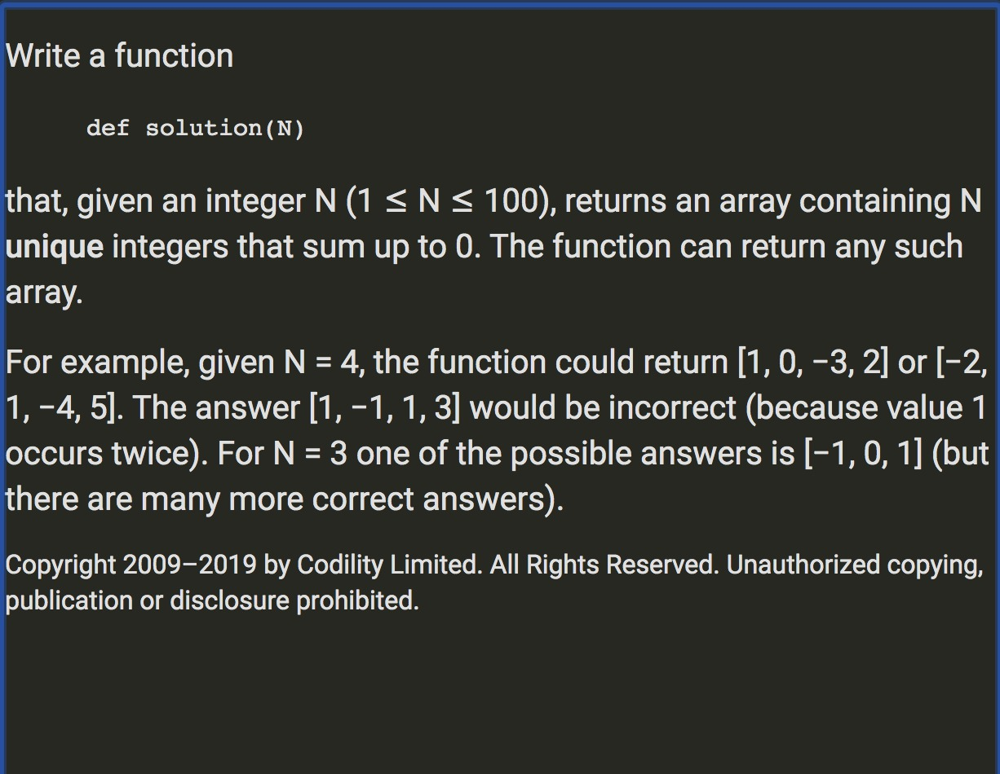 Write a function
def solution(N)
that, given an integer N (1 ≤ N ≤ 100), returns an array containing N
unique integers that sum up to 0. The function can return any such
array.
For example, given N = 4, the function could return [1, 0, −3, 2] or [−2,
1, −4, 5]. The answer [1, −1, 1, 3] would be incorrect (because value 1
occurs twice). For N = 3 one of the possible answers is [−1, 0, 1] (but
there are many more correct answers).
Copyright 2009–2019 by Codility Limited. All Rights Reserved. Unauthorized copying,
publication or disclosure prohibited.